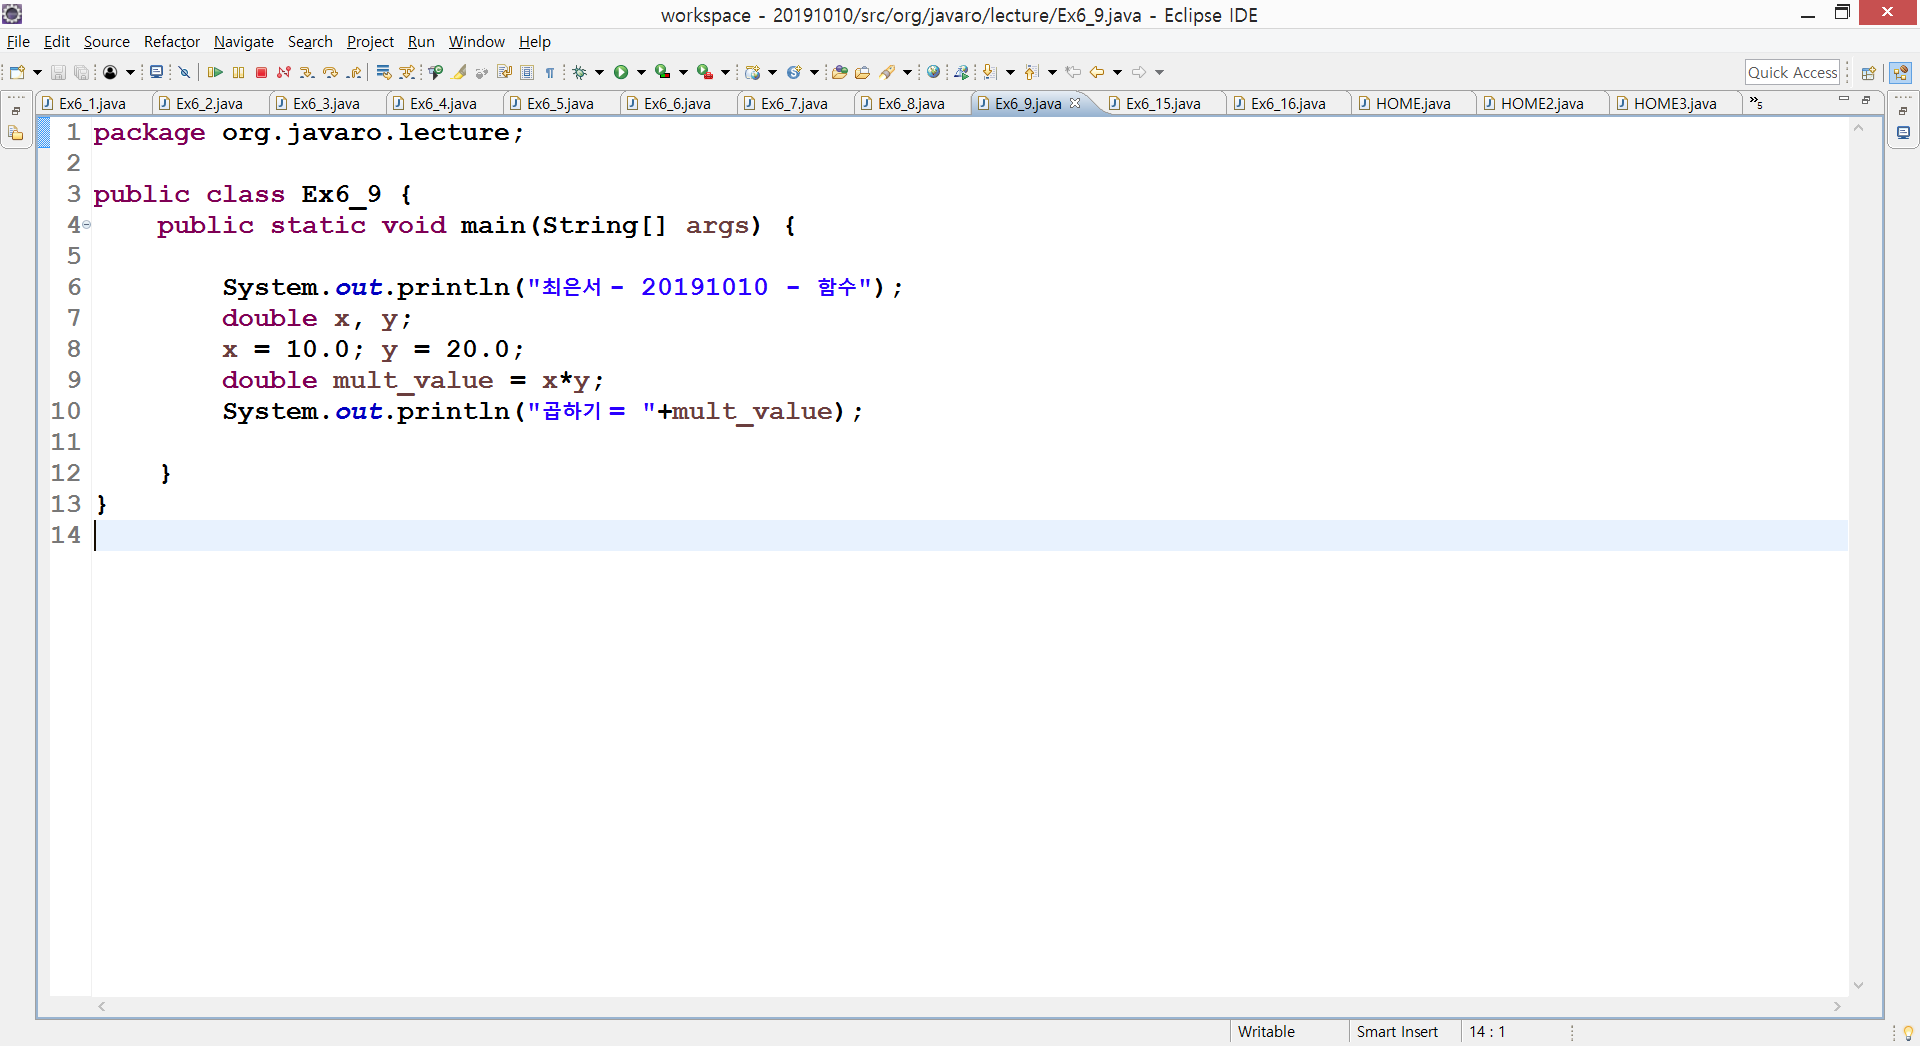 workspace - 20191010/src/org/javaro/lecture/Ex6_9.java - Eclipse IDE
File Edit Source Refactor Navigate Search Project Run Window Help
Quick Access
Ex6_1.java Ex6_2.java Ex6_3.java Ex6_4.java Ex6_5.java Ex6_6.java Ex6_7.java Ex6_8.java Ex6_9.java Ex6_15.java Ex6_16.java HOME.java HOME2.java HOME3.java »5
1 package org.javaro.lecture;
2
3 public class Ex6_9 {
4 public static void main(String[] args) {
5
6 System.out.println("최은서 - 20191010 - 함수");
7 double x, y;
8 x = 10.0; y = 20.0;
9 double mult_value = x*y;
10 System.out.println("곱하기 = "+mult_value);
11
12 }
13 }
14
Writable Smart Insert 14 : 1